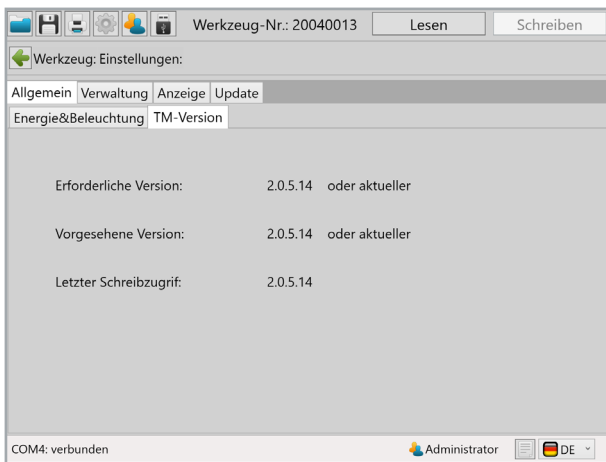 Werkzeug-Nr.: 20040013 Lesen Schreiben
Werkzeug: Einstellungen:
Allgemein Verwaltung Anzeige Update
Energie&Beleuchtung TM-Version
Erforderliche Version: 2.0.5.14 oder aktueller
Vorgesehene Version: 2.0.5.14 oder aktueller
Letzter Schreibzugrif: 2.0.5.14
COM4: verbunden Administrator DE